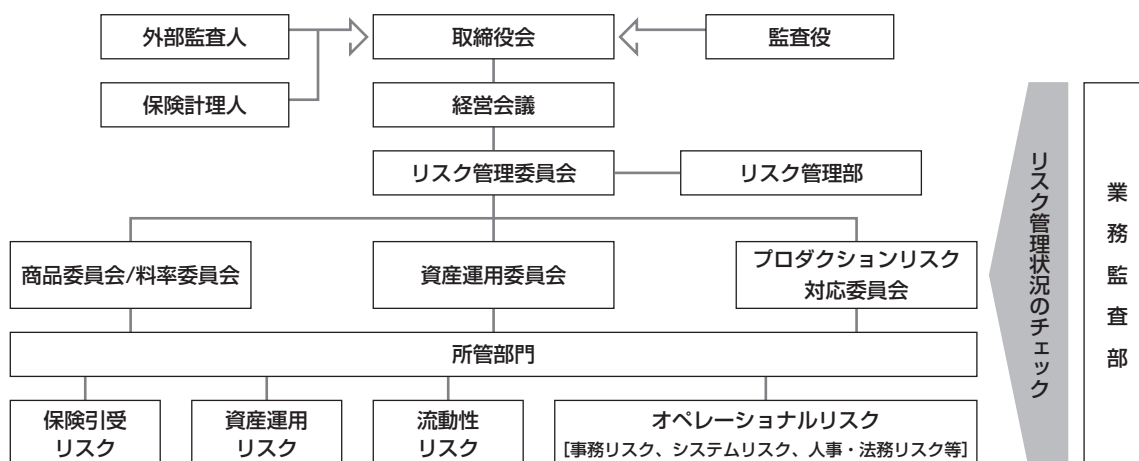 外部監査人
取締役会
監査役
保険計理人
経営会議
リスク管理委員会
リスク管理部
商品委員会/料率委員会
資産運用委員会
プロダクションリスク
対応委員会
所管部門
保険引受
リスク
資産運用
リスク
流動性
リスク
オペレーショナルリスク
[事務リスク、システムリスク、人事・法務リスク等]
リスク管理状況のチェック
業務監査部